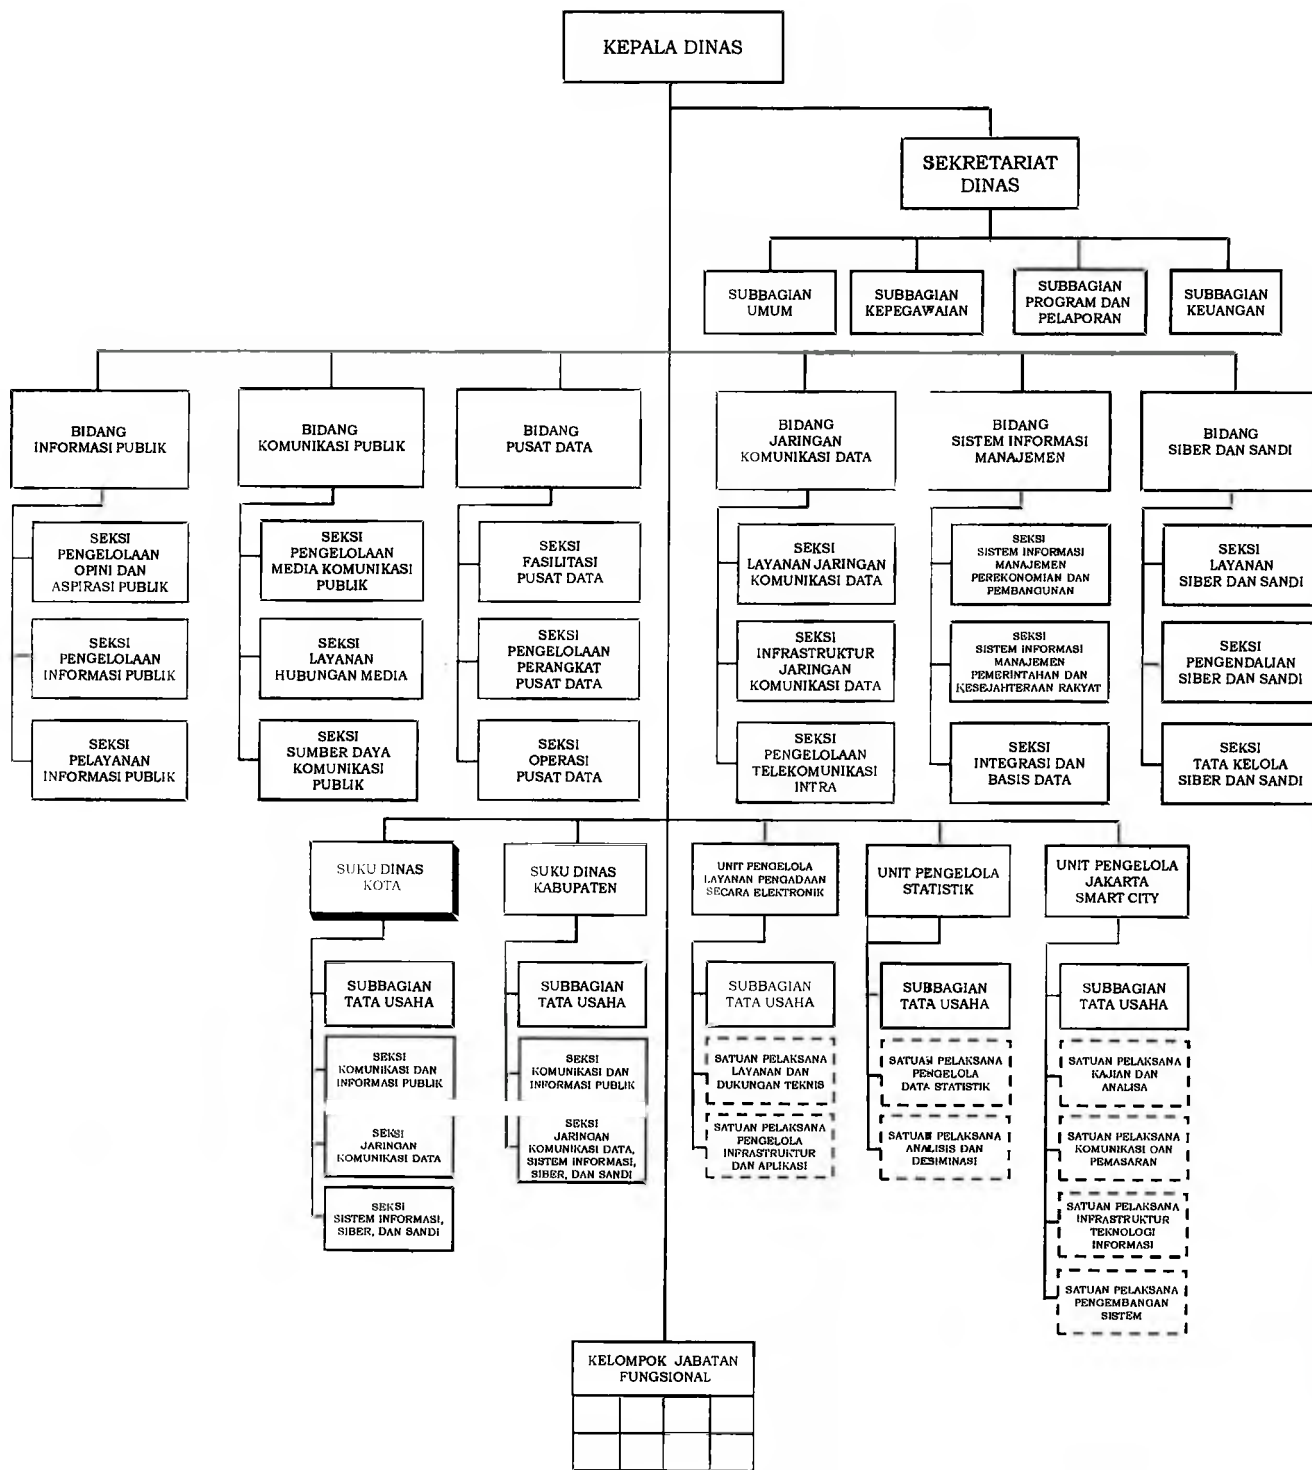 KEPALA DINAS
SEKRETARIAT
DINAS
SUBBAGIAN
UMUM
SUBBAGIAN
KEPEGAWAIAN
SUBBAGIAN
PROGRAM DAN
PELAPORAN
SUBBAGIAN
KEUANGAN
BIDANG
INFORMASI PUBLIK
BIDANG
KOMUNIKASI PUBLIK
BIDANG
PUSAT DATA
BIDANG
JARINGAN
KOMUNIKASI DATA
BIDANG
SISTEM INFORMASI
MANAJEMEN
BIDANG
SIBER DAN SANDI
SEKSI
PENGELOLAAN
OPINI DAN
ASPIRASI PUBLIK
SEKSI
PENGELOLAAN
MEDIA KOMUNIKASI
PUBLIK
SEKSI
FASILITASI
PUSAT DATA
SEKSI
LAYANAN JARINGAN
KOMUNIKASI DATA
SEKSI
SISTEM INFORMASI
MANAJEMEN
PEREKONOMIAN DAN
PEMBANGUNAN
SEKSI
LAYANAN
SIBER DAN SANDI
SEKSI
PENGELOLAAN
INFORMASI PUBLIK
SEKSI
LAYANAN
HUBUNGAN MEDIA
SEKSI
PENGELOLAAN
PERANGKAT
PUSAT DATA
SEKSI
INFRASTRUKTUR
JARINGAN
KOMUNIKASI DATA
SEKSI
SISTEM INFORMASI
MANAJEMEN
PEMERINTAHAN DAN
KESEJAHTERAAN RAKYAT
SEKSI
PENGENDALIAN
SIBER DAN SANDI
SEKSI
PELAYANAN
INFORMASI PUBLIK
SEKSI
SUMBER DAYA
KOMUNIKASI
PUBLIK
SEKSI
OPERASI
PUSAT DATA
SEKSI
PENGELOLAAN
TELEKOMUNIKASI
INTRA
SEKSI
INTEGRASI DAN
BASIS DATA
SEKSI
TATA KELOLA
SIBER DAN SANDI
SUKU DINAS
KOTA
SUKU DINAS
KABUPATEN
UNIT PENGELOLA
LAYANAN PENGADAAN
SECARA ELEKTRONIK
UNIT PENGELOLA
STATISTIK
UNIT PENGELOLA
JAKARTA
SMART CITY
SUBBAGIAN
TATA USAHA
SUBBAGIAN
TATA USAHA
SUBBAGIAN
TATA USAHA
SUBBAGIAN
TATA USAHA
SUBBAGIAN
TATA USAHA
SEKSI
KOMUNIKASI DAN
INFORMASI PUBLIK
SEKSI
KOMUNIKASI DAN
INFORMASI PUBLIK
SATUAN PELAKSANA
LAYANAN DAN
DUKUNGAN TEKNIS
SATUAN PELAKSANA
PENGELOLA
DATA STATISTIK
SATUAN PELAKSANA
KAJIAN DAN
ANALISA
SEKSI
JARINGAN
KOMUNIKASI DATA
SEKSI
JARINGAN
KOMUNIKASI DATA,
SISTEM INFORMASI,
SIBER, DAN SANDI
SATUAN PELAKSANA
PENGELOLA
INFRASTRUKTUR
DAN APLIKASI
SATUAN PELAKSANA
ANALISIS DAN
DESIMINASI
SATUAN PELAKSANA
KOMUNIKASI DAN
PEMASARAN
SEKSI
SISTEM INFORMASI,
SIBER, DAN SANDI
SATUAN PELAKSANA
INFRASTRUKTUR
TEKNOLOGI
INFORMASI
SATUAN PELAKSANA
PENGEMBANGAN
SISTEM
KELOMPOK JABATAN
FUNGSIONAL